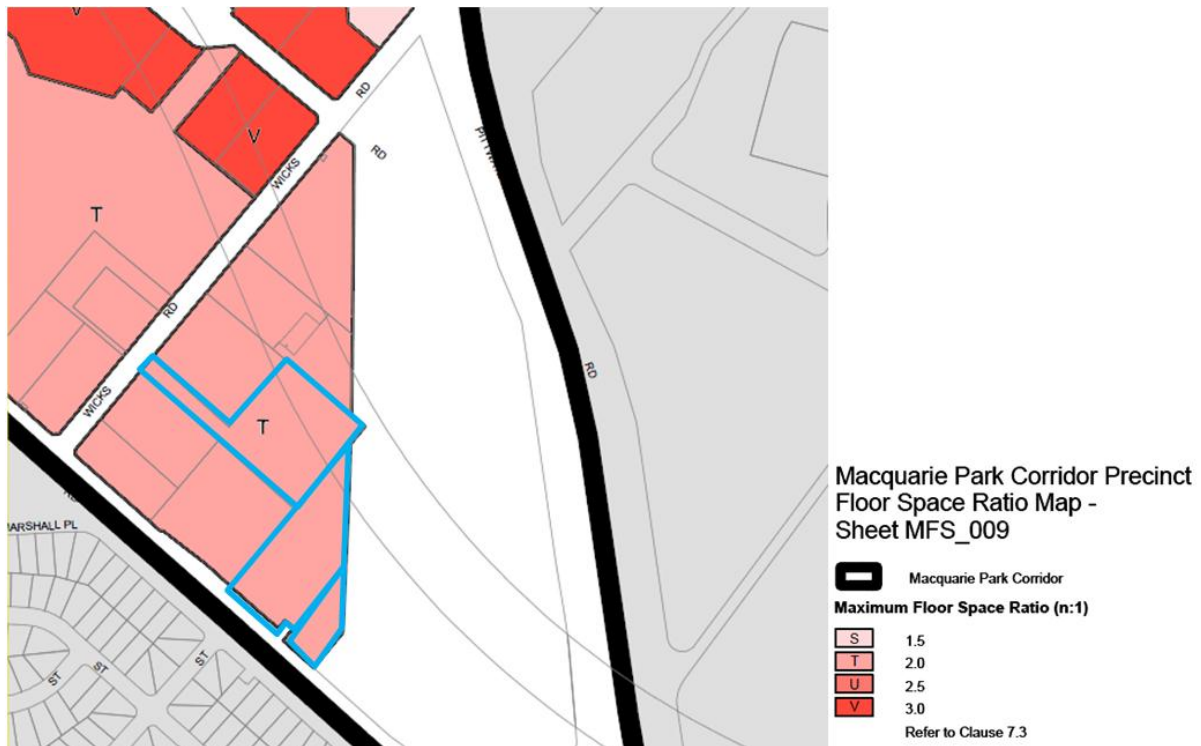 V
RD
RD
PITTWAT
WICKS
V
T
RD
RD
WICKS
T
MARSHALL PL
ST
ST
ST
Macquarie Park Corridor Precinct
Floor Space Ratio Map -
Sheet MFS_009
Macquarie Park Corridor
Maximum Floor Space Ratio (n:1)
S 1.5
T 2.0
U 2.5
V 3.0
Refer to Clause 7.3